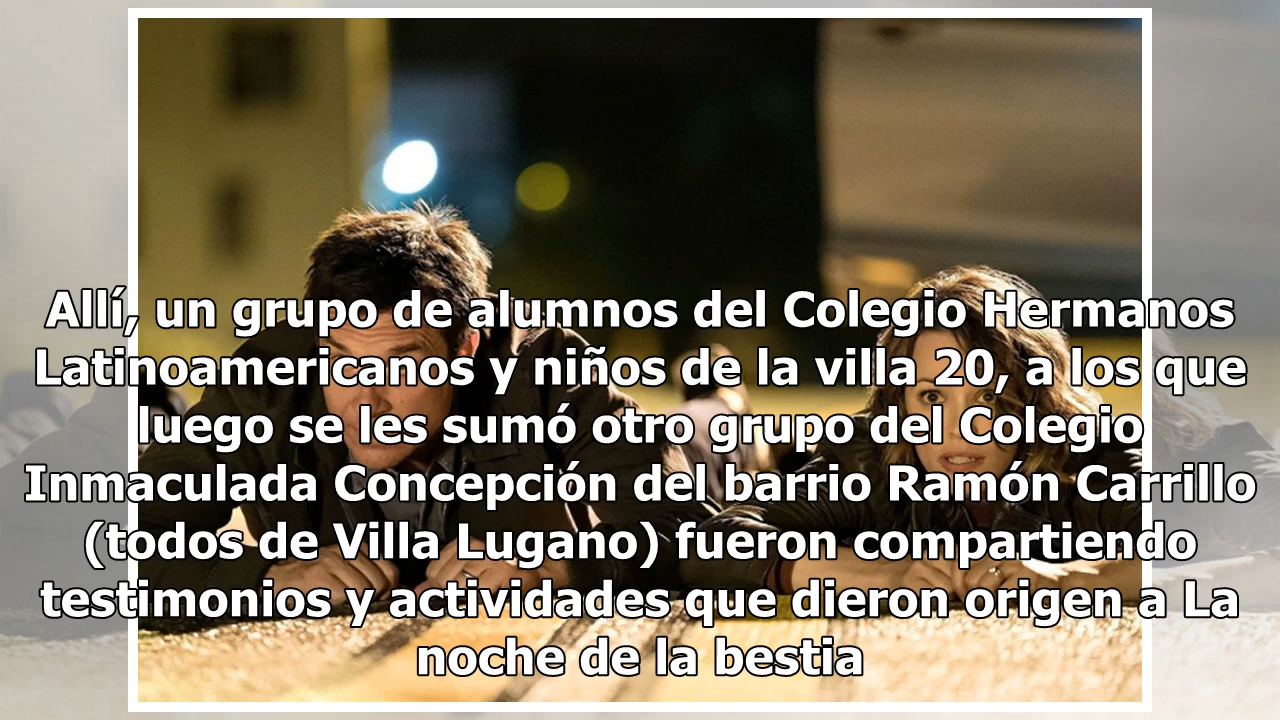 Allí, un grupo de alumnos del Colegio Hermanos
Latinoamericanos y niños de la villa 20, a los que
luego se les sumó otro grupo del Colegio
Inmaculada Concepción del barrio Ramón Carrillo
(todos de Villa Lugano) fueron compartiendo
testimonios y actividades que dieron origen a La
noche de la bestia